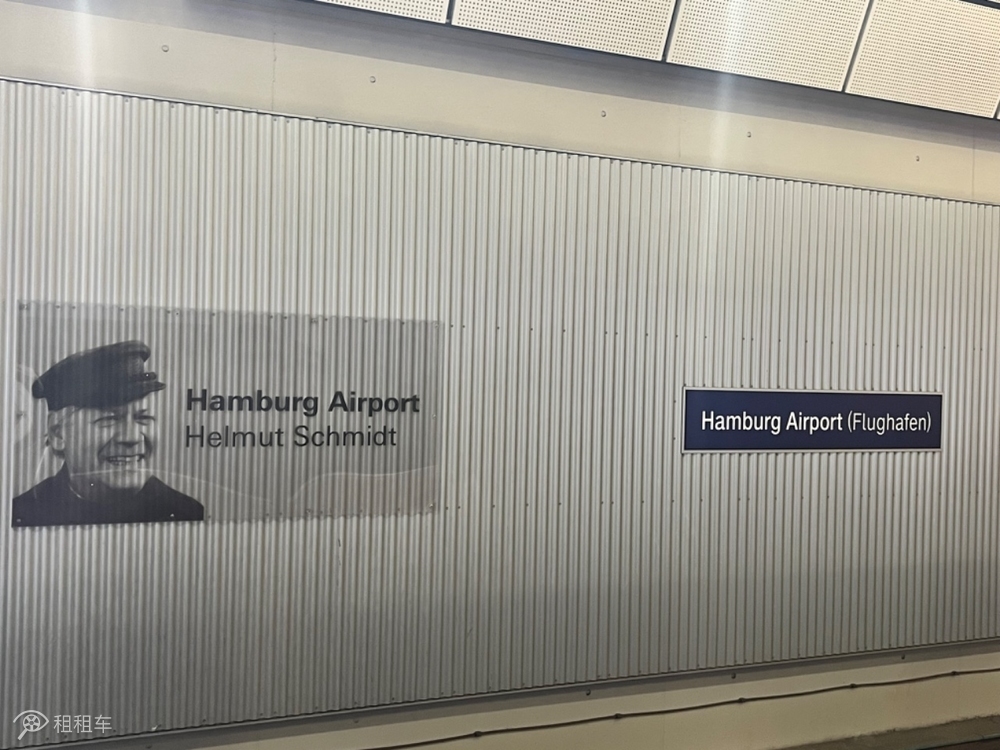 Hamburg Airport
Helmut Schmidt
Hamburg Airport (Flughafen)
租租车